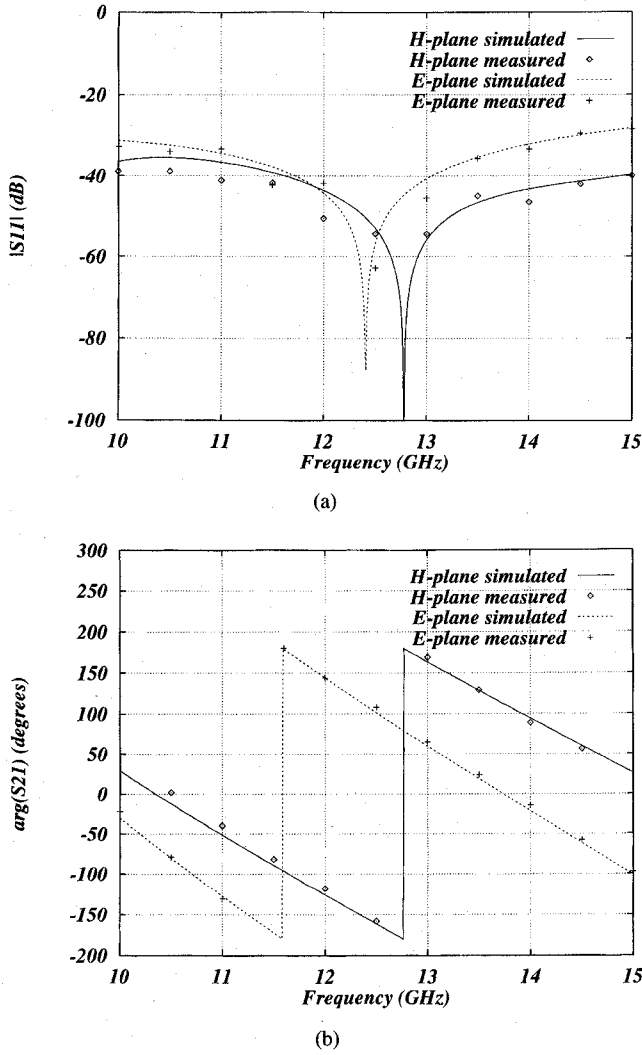 0
-20
-40
-60
-80
-100
|S11| (dB)
H-plane simulated
H-plane measured
E-plane simulated
E-plane measured
10 11 12 13 14 15
Frequency (GHz)
(a)
300
250
200
150
100
50
0
-50
-100
-150
-200
arg(S21) (degrees)
H-plane simulated
H-plane measured
E-plane simulated
E-plane measured
10 11 12 13 14 15
Frequency (GHz)
(b)